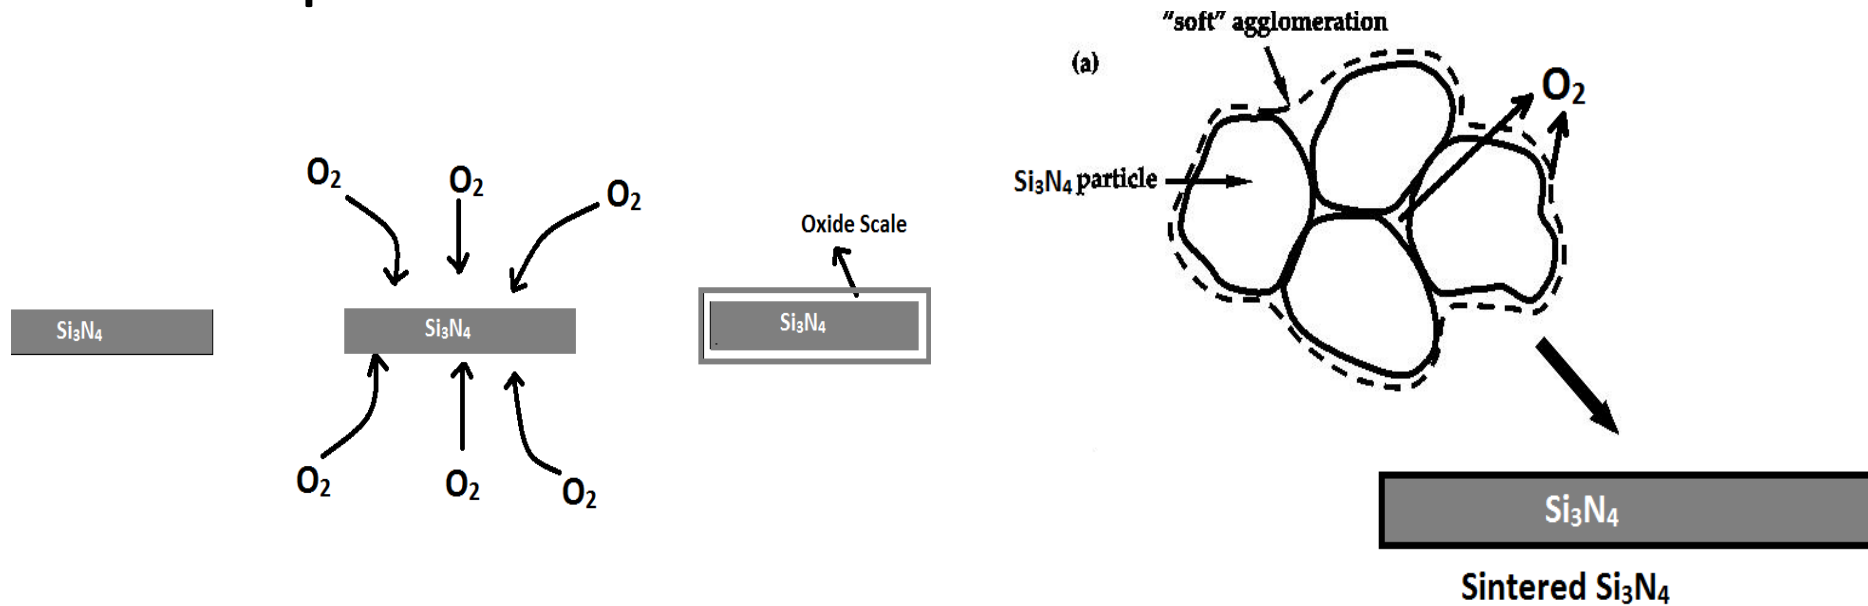 "soft" agglomeration
(a)
O₂
O₂
O₂
O₂
Si₃N₄ particle
Oxide Scale
Si₃N₄
Si₃N₄
Si₃N₄
O₂
O₂
O₂
Si₃N₄
Sintered Si₃N₄